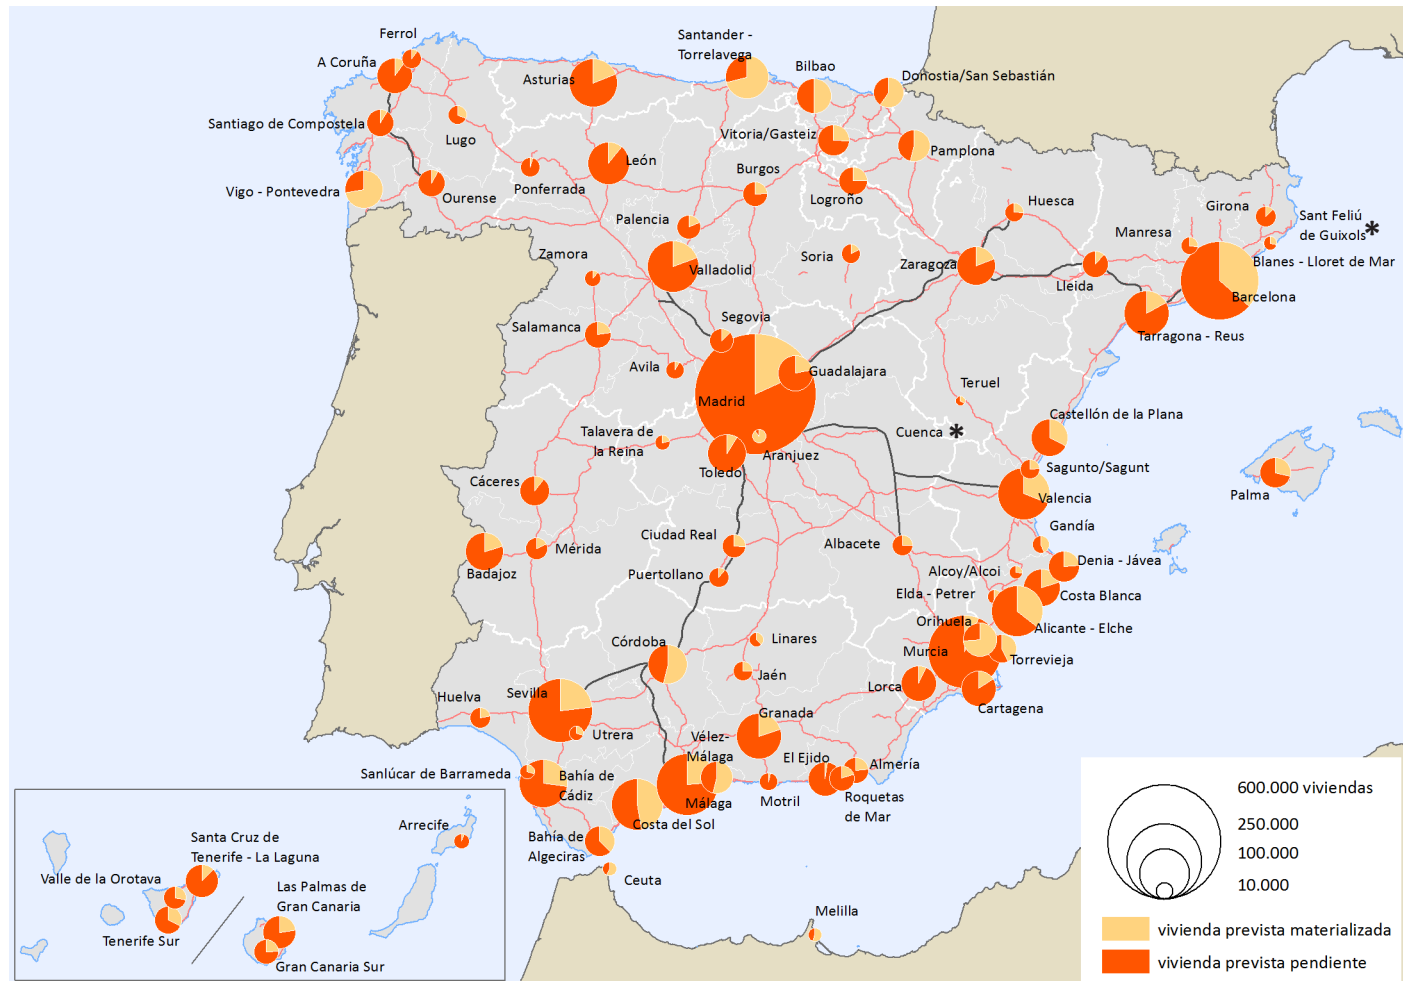 Ferrol
A Coruña
Santander -
Torrelavega
Asturias
Bilbao
Donostia/San Sebastián
Santiago de Compostela
Lugo
Vitoria/Gasteiz
Pamplona
León
Ponferrada
Burgos
Vigo - Pontevedra
Ourense
Logroño
Palencia
Huesca
Girona
Sant Feliú
de Guixols*
Manresa
Zamora
Valladolid
Soria
Zaragoza
Lleida
Blanes - Lloret de Mar
Barcelona
Salamanca
Segovia
Tarragona - Reus
Avila
Guadalajara
Madrid
Teruel
Castellón de la Plana
Talavera de
la Reina
Cuenca *
Aranjuez
Toledo
Sagunto/Sagunt
Cáceres
Valencia
Palma
Gandía
Ciudad Real
Albacete
Mérida
Badajoz
Denia - Jávea
Puertollano
Alcoy/Alcoi
Elda - Petrer
Costa Blanca
Orihuela
Alicante - Elche
Córdoba
Linares
Murcia
Torrevieja
Jaén
Lorca
Sevilla
Huelva
Cartagena
Granada
Utrera
Vélez-
Málaga
El Ejido
Almería
Sanlúcar de Barrameda
Bahía de
Cádiz
Málaga
Motril
Roquetas
de Mar
Costa del Sol
Bahía de
Algeciras
Ceuta
Melilla
Arrecife
Santa Cruz de
Tenerife - La Laguna
Valle de la Orotava
Las Palmas de
Gran Canaria
Tenerife Sur
Gran Canaria Sur
600.000 viviendas
250.000
100.000
10.000
vivienda prevista materializada
vivienda prevista pendiente